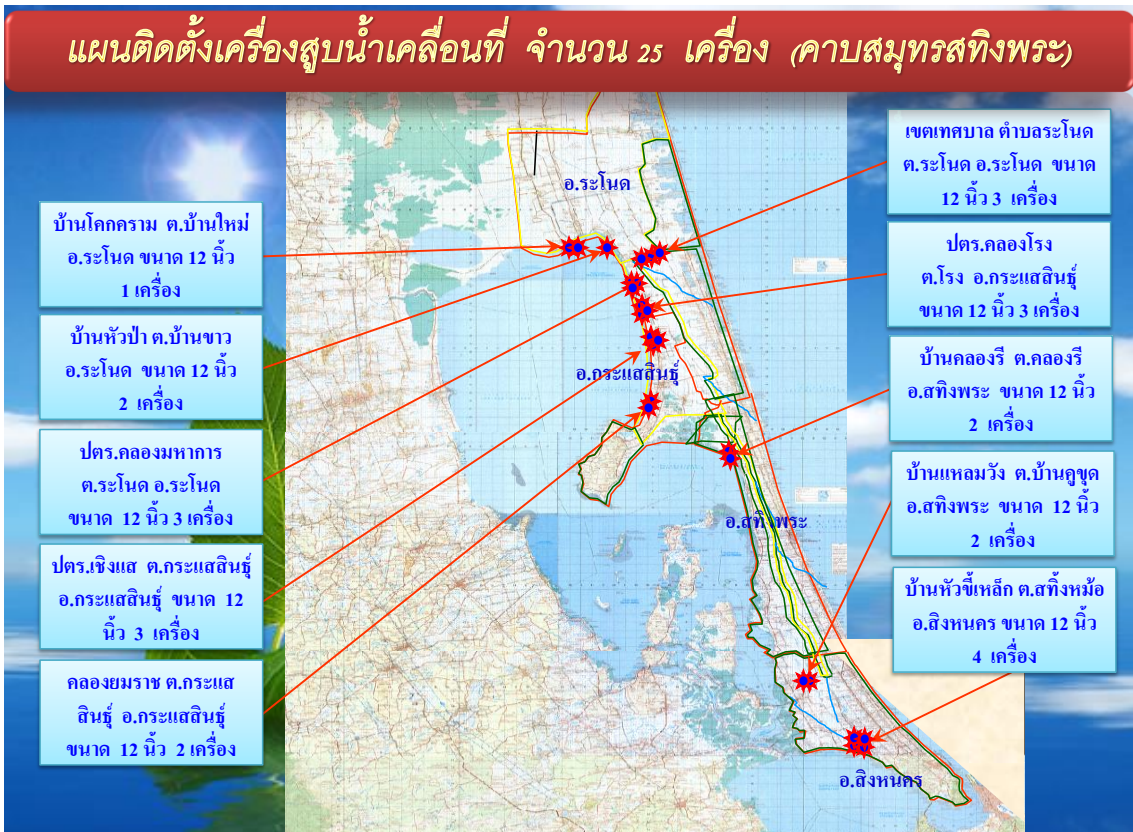 แผนติดตั้งเครื่องสูบน้ำเคลื่อนที่ จำนวน 25 เครื่อง (คาบสมุทรสทิงพระ)
บ้านโคกคราม ต.บ้านใหม่
อ.ระโนด ขนาด 12 นิ้ว
1 เครื่อง
บ้านหัวป่า ต.บ้านขาว
อ.ระโนด ขนาด 12 นิ้ว
2 เครื่อง
ปตร.คลองมหาการ
ต.ระโนด อ.ระโนด
ขนาด 12 นิ้ว 3 เครื่อง
ปตร.เชิงแส ต.กระแสสินธุ์
อ.กระแสสินธุ์ ขนาด 12
นิ้ว 3 เครื่อง
คลองยมราช ต.กระแส
สินธุ์ อ.กระแสสินธุ์
ขนาด 12 นิ้ว 2 เครื่อง
อ.ระโนด
อ.กระแสสินธุ์
อ.สทิงพระ
อ.สิงหนคร
เขตเทศบาล ตำบลระโนด
ต.ระโนด อ.ระโนด ขนาด
12 นิ้ว 3 เครื่อง
ปตร.คลองโรง
ต.โรง อ.กระแสสินธุ์
ขนาด 12 นิ้ว 3 เครื่อง
บ้านคลองรี ต.คลองรี
อ.สทิงพระ ขนาด 12 นิ้ว
2 เครื่อง
บ้านแหลมวัง ต.บ้านคูขุด
อ.สทิงพระ ขนาด 12 นิ้ว
2 เครื่อง
บ้านหัวขี้เหล็ก ต.สทิ้งหม้อ
อ.สิงหนคร ขนาด 12 นิ้ว
4 เครื่อง